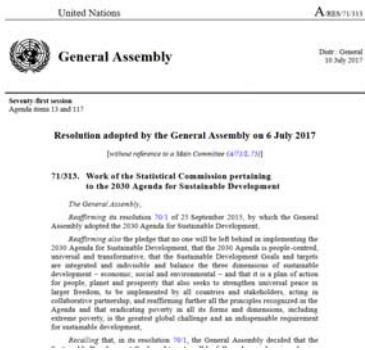 United Nations
A/RES/71/313
General Assembly
Distr.: General
10 July 2017
Seventy-first session
Agenda items 13 and 117
Resolution adopted by the General Assembly on 6 July 2017
[without reference to a Main Committee (A/71/L.75)]
71/313. Work of the Statistical Commission pertaining
to the 2030 Agenda for Sustainable Development
The General Assembly,
Reaffirming its resolution 70/1 of 25 September 2015, by which the General
Assembly adopted the 2030 Agenda for Sustainable Development,
Reaffirming also the pledge that no one will be left behind in implementing the
2030 Agenda for Sustainable Development, that the 2030 Agenda is people-centred,
universal and transformative, that the Sustainable Development Goals and targets
are integrated and indivisible and balance the three dimensions of sustainable
development – economic, social and environmental – and that it is a plan of action
for people, planet and prosperity that also seeks to strengthen universal peace in
larger freedom, to be implemented by all countries and stakeholders, acting in
collaborative partnership, and reaffirming further all the principles recognized in the
Agenda and that eradicating poverty in all its forms and dimensions, including
extreme poverty, is the greatest global challenge and an indispensable requirement
for sustainable development,
Recalling that, in its resolution 70/1, the General Assembly decided that the